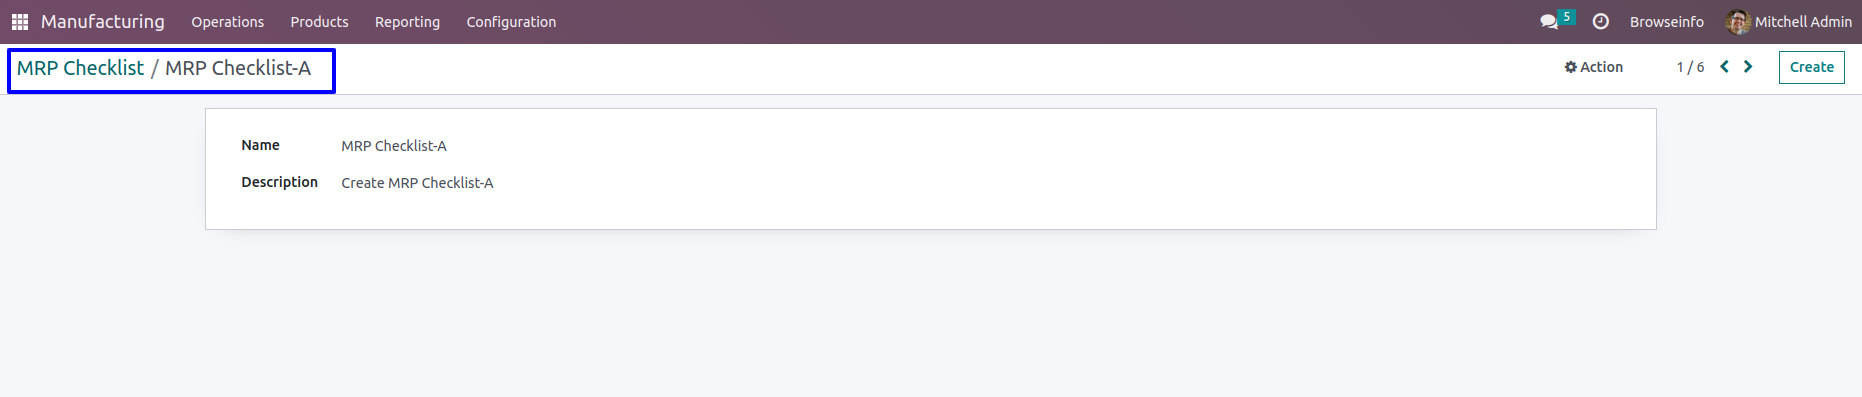 Manufacturing Operations Products Reporting Configuration 5 Browseinfo Mitchell Admin
MRP Checklist / MRP Checklist-A Action 1 / 6 Create
Name MRP Checklist-A
Description Create MRP Checklist-A